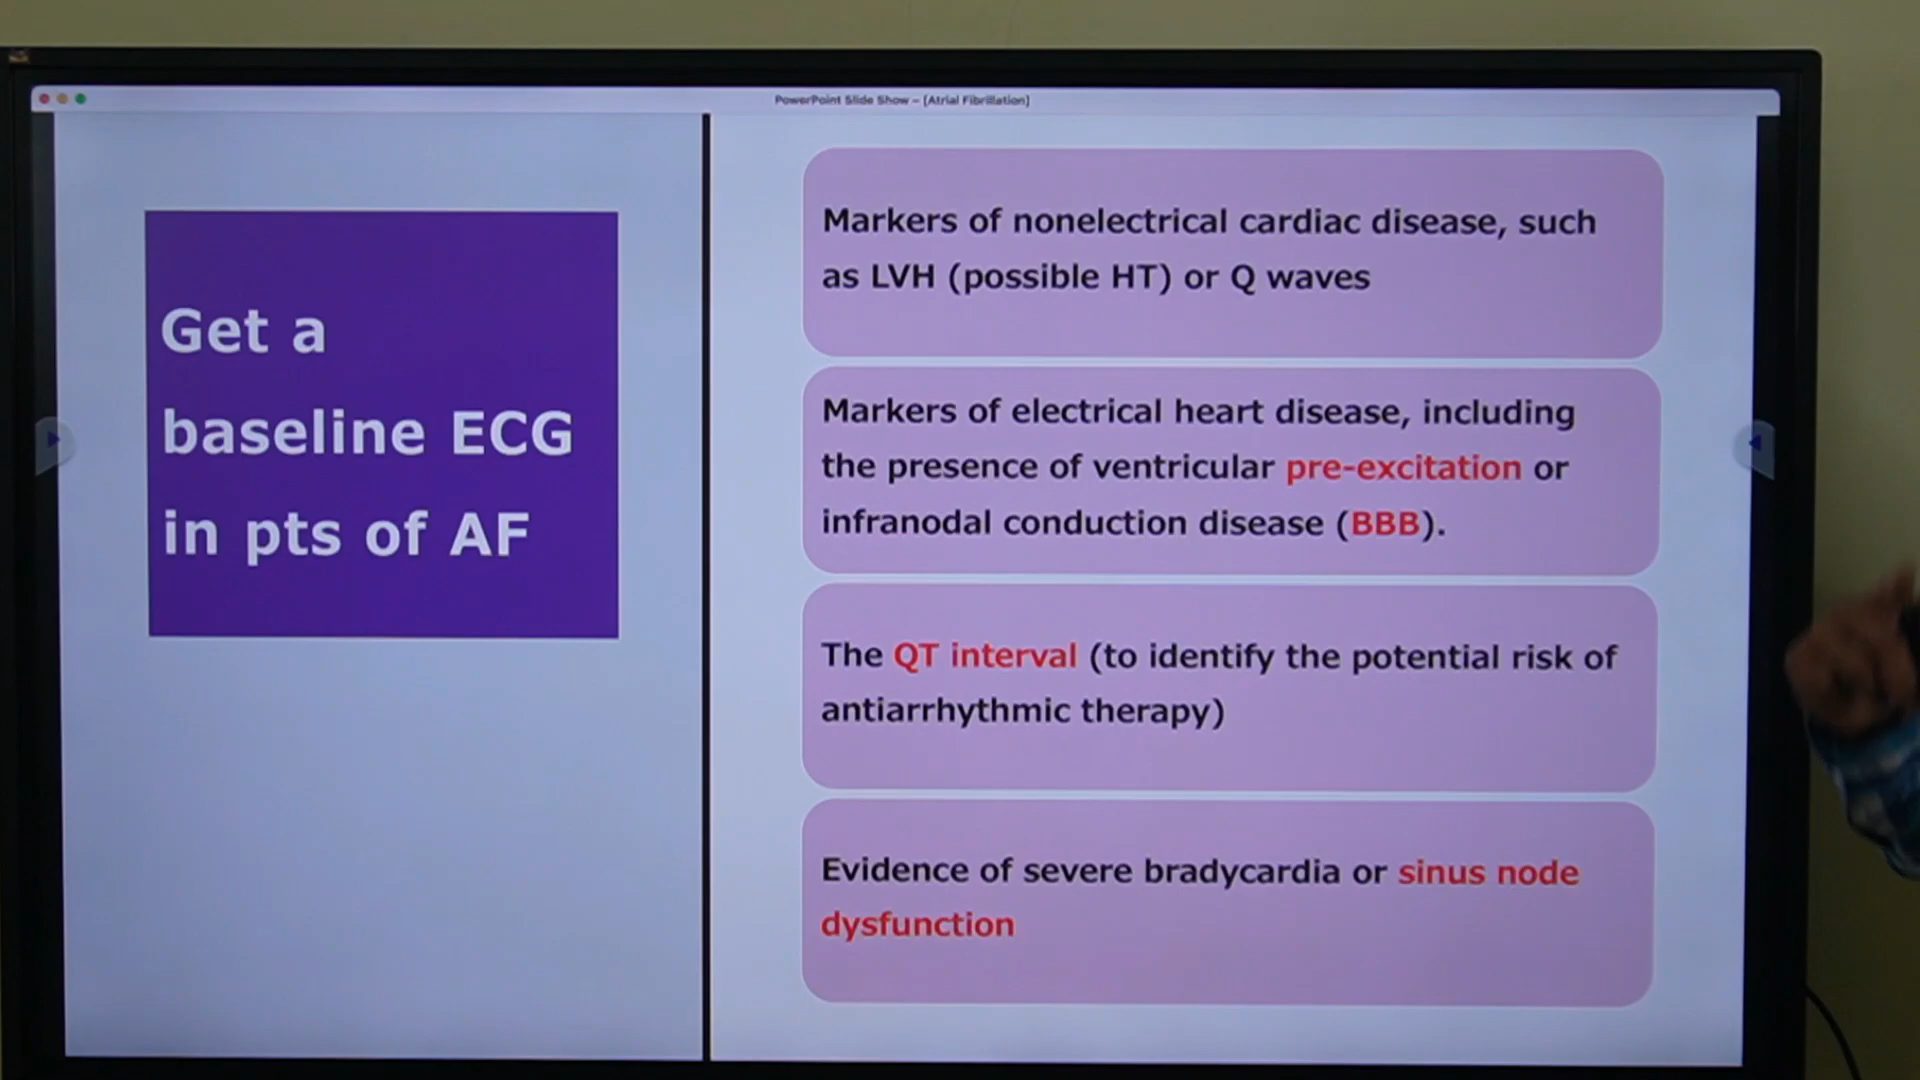 PowerPoint Slide Show – [Atrial Fibrillation]
Get a
baseline ECG
in pts of AF
Markers of nonelectrical cardiac disease, such
as LVH (possible HT) or Q waves
Markers of electrical heart disease, including
the presence of ventricular pre-excitation or
infranodal conduction disease (BBB).
The QT interval (to identify the potential risk of
antiarrhythmic therapy)
Evidence of severe bradycardia or sinus node
dysfunction